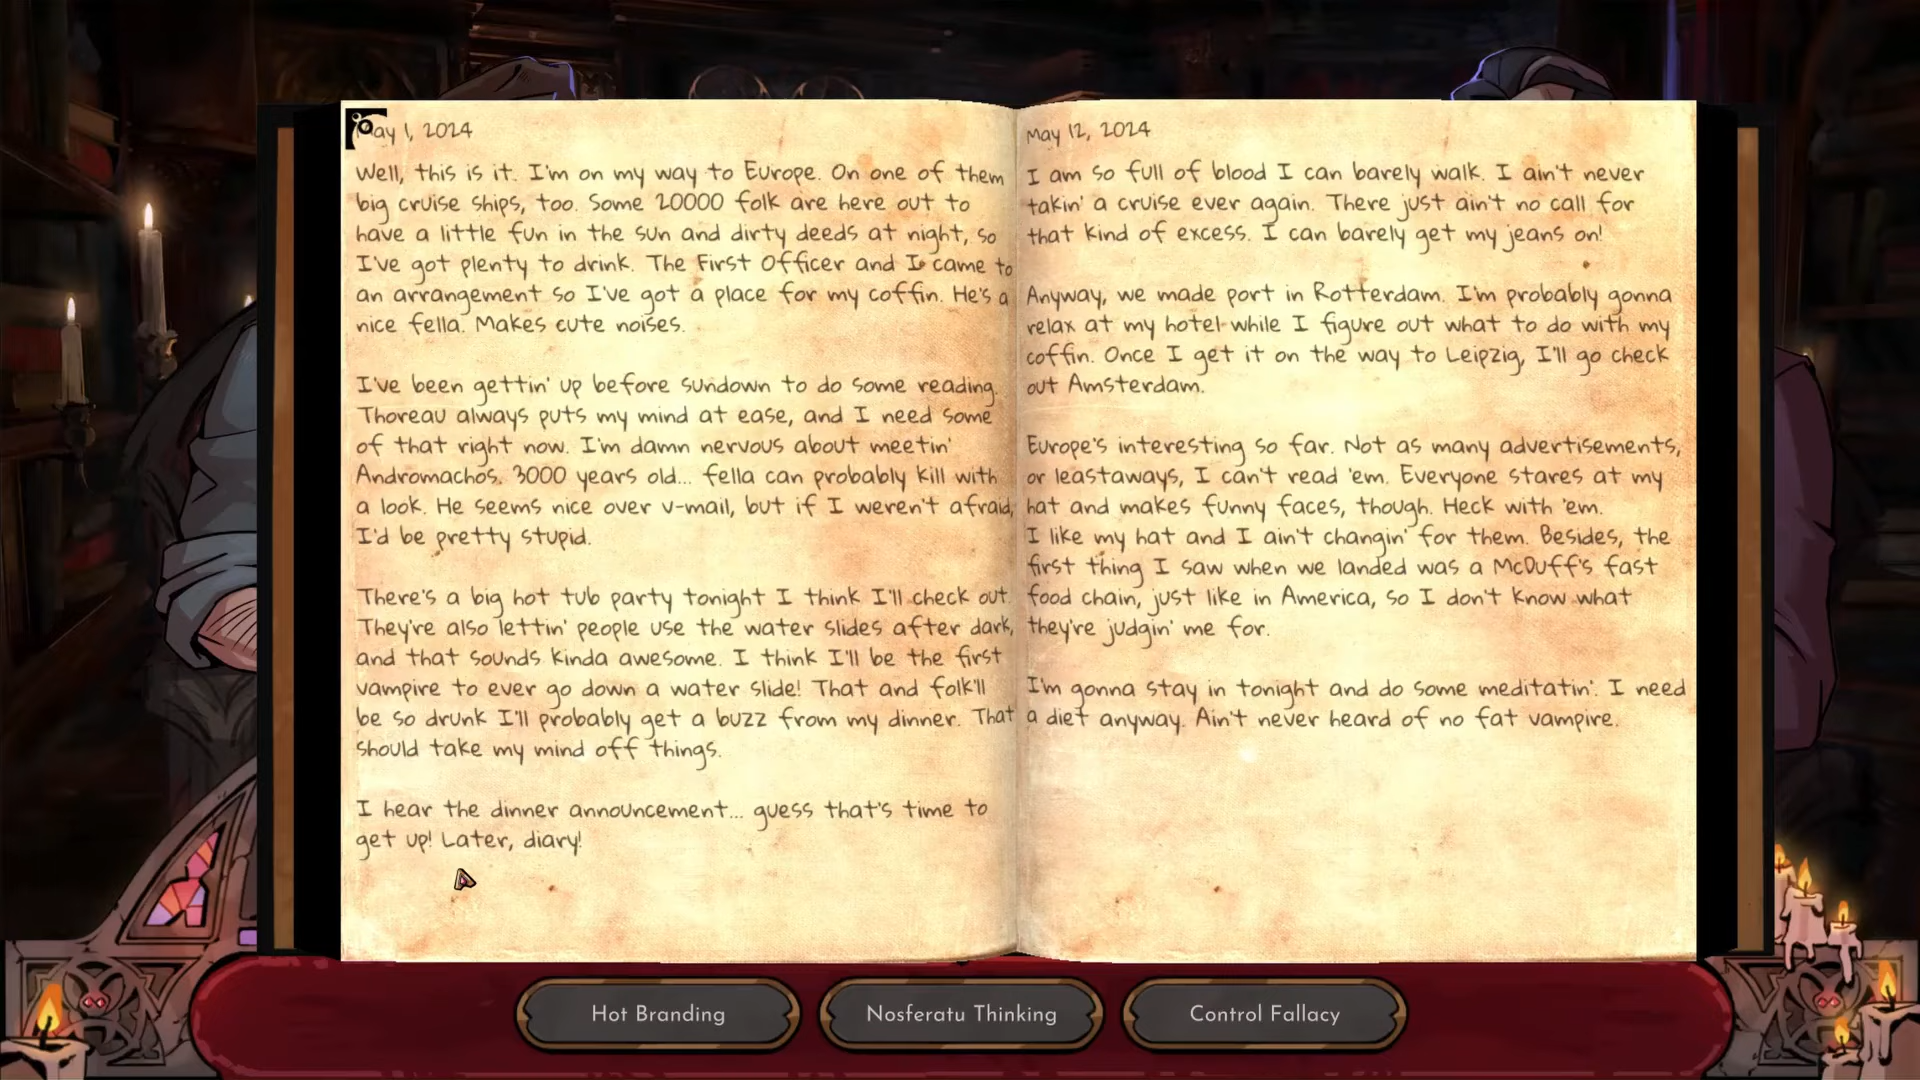 May 1, 2024
Well, this is it. I'm on my way to Europe. On one of them
big cruise ships, too. Some 20000 folk are here out to
have a little fun in the sun and dirty deeds at night, so
I've got plenty to drink. The First Officer and I came to
an arrangement so I've got a place for my coffin. He's a
nice fella. Makes cute noises.
I've been gettin' up before sundown to do some reading.
Thoreau always puts my mind at ease, and I need some
of that right now. I'm damn nervous about meetin'
Andromachos. 3000 years old... fella can probably kill with
a look. He seems nice over v-mail, but if I weren't afraid,
I'd be pretty stupid.
There's a big hot tub party tonight I think I'll check out.
They're also lettin' people use the water slides after dark,
and that sounds kinda awesome. I think I'll be the first
vampire to ever go down a water slide! That and folk'll
be so drunk I'll probably get a buzz from my dinner. That
should take my mind off things.
I hear the dinner announcement... guess that's time to
get up! Later, diary!
May 12, 2024
I am so full of blood I can barely walk. I ain't never
takin' a cruise ever again. There just ain't no call for
that kind of excess. I can barely get my jeans on!
Anyway, we made port in Rotterdam. I'm probably gonna
relax at my hotel while I figure out what to do with my
coffin. Once I get it on the way to Leipzig, I'll go check
out Amsterdam.
Europe's interesting so far. Not as many advertisements,
or leastaways, I can't read 'em. Everyone stares at my
hat and makes funny faces, though. Heck with 'em.
I like my hat and I ain't changin' for them. Besides, the
first thing I saw when we landed was a McDuff's fast
food chain, just like in America, so I don't know what
they're judgin' me for.
I'm gonna stay in tonight and do some meditatin'. I need
a diet anyway. Ain't never heard of no fat vampire.
Hot Branding
Nosferatu Thinking
Control Fallacy